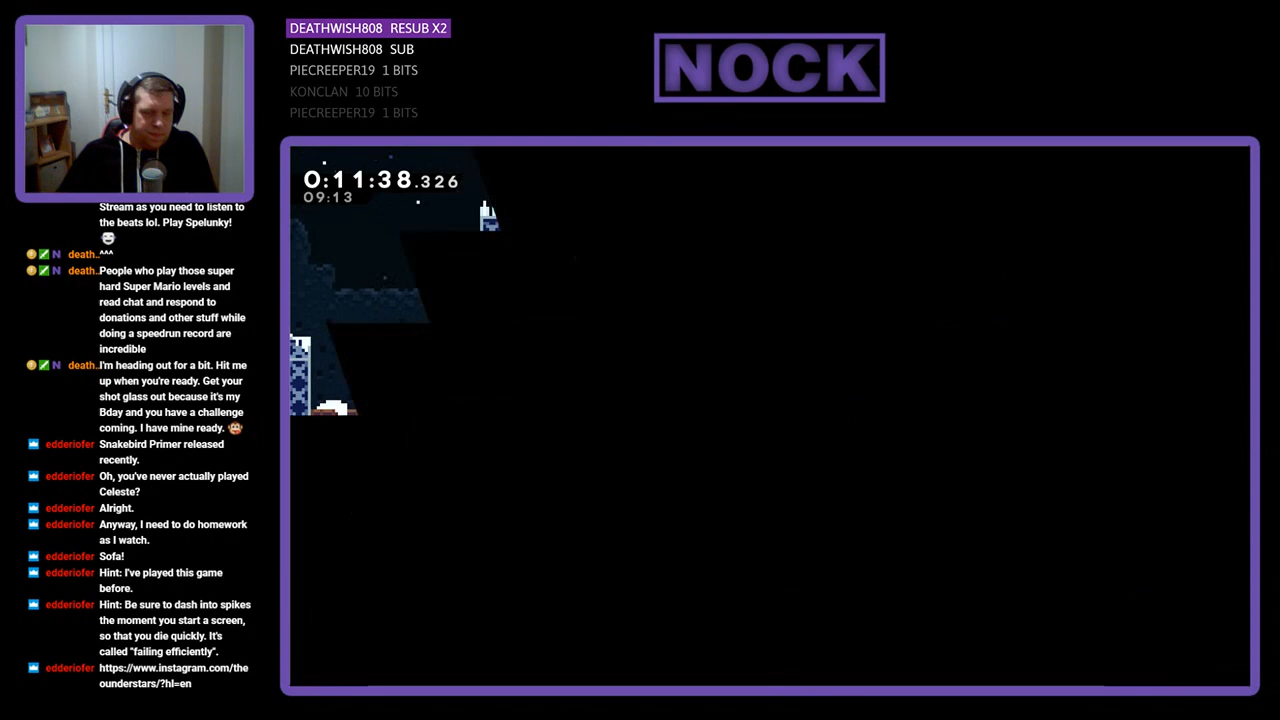 DEATHWISH808 RESUB X2
DEATHWISH808 SUB
PIECREEPER19 1 BITS
KONCLAN 10 BITS
PIECREEPER19 1 BITS
NOCK
0:11:38.326
09:13
Stream as you need to listen to
the beats lol. Play Spelunky!
N death..^^^
N death..People who play those super
hard Super Mario levels and
read chat and respond to
donations and other stuff while
doing a speedrun record are
incredible
N death..I'm heading out for a bit. Hit me
up when you're ready. Get your
shot glass out because it's my
Bday and you have a challenge
coming. I have mine ready.
edderiofer Snakebird Primer released
recently.
edderiofer Oh, you've never actually played
Celeste?
edderiofer Alright.
edderiofer Anyway, I need to do homework
as I watch.
edderiofer Sofa!
edderiofer Hint: I've played this game
before.
edderiofer Hint: Be sure to dash into spikes
the moment you start a screen,
so that you die quickly. It's
called "failing efficiently".
edderiofer https://www.instagram.com/the
ounderstars/?hl=en